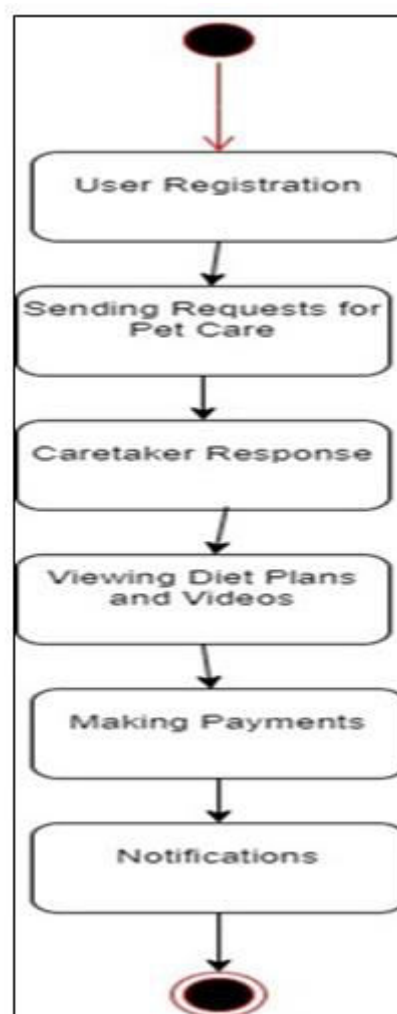 User Registration
Sending Requests for
Pet Care
Caretaker Response
Viewing Diet Plans
and Videos
Making Payments
Notifications